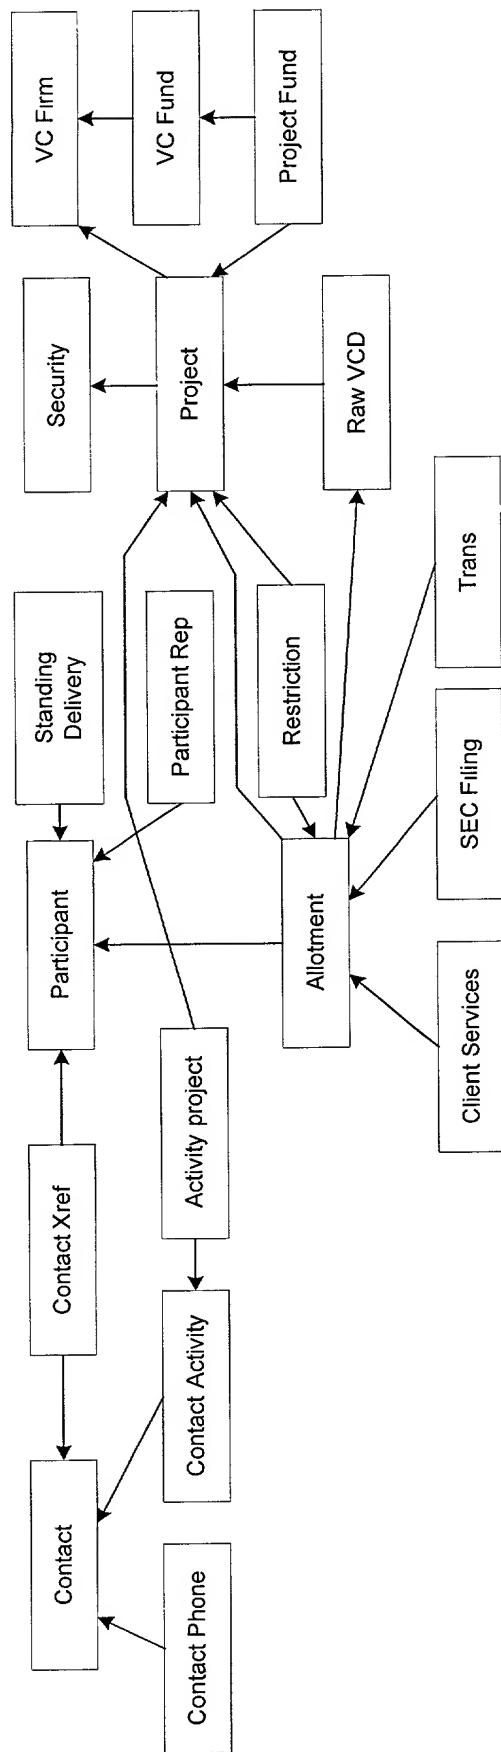 Contact
Contact Xref
Participant
Standing
Delivery
Security
VC Firm
Contact Phone
Contact Activity
Activity project
Participant Rep
Project
VC Fund
Allotment
Restriction
Raw VCD
Project Fund
Client Services
SEC Filing
Trans